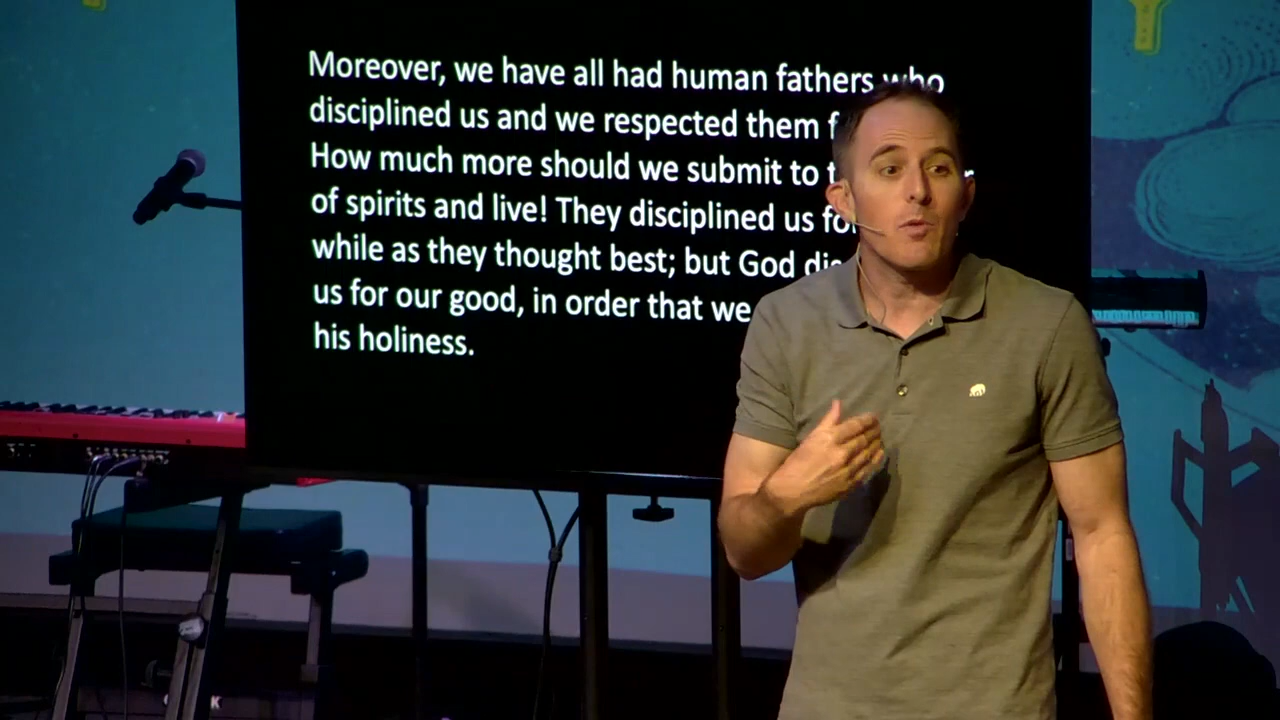 Moreover, we have all had human fathers who
disciplined us and we respected them
How much more should we submit to
of spirits and live! They disciplined us
while as they thought best; but God
us for our good, in order that we
his holiness.